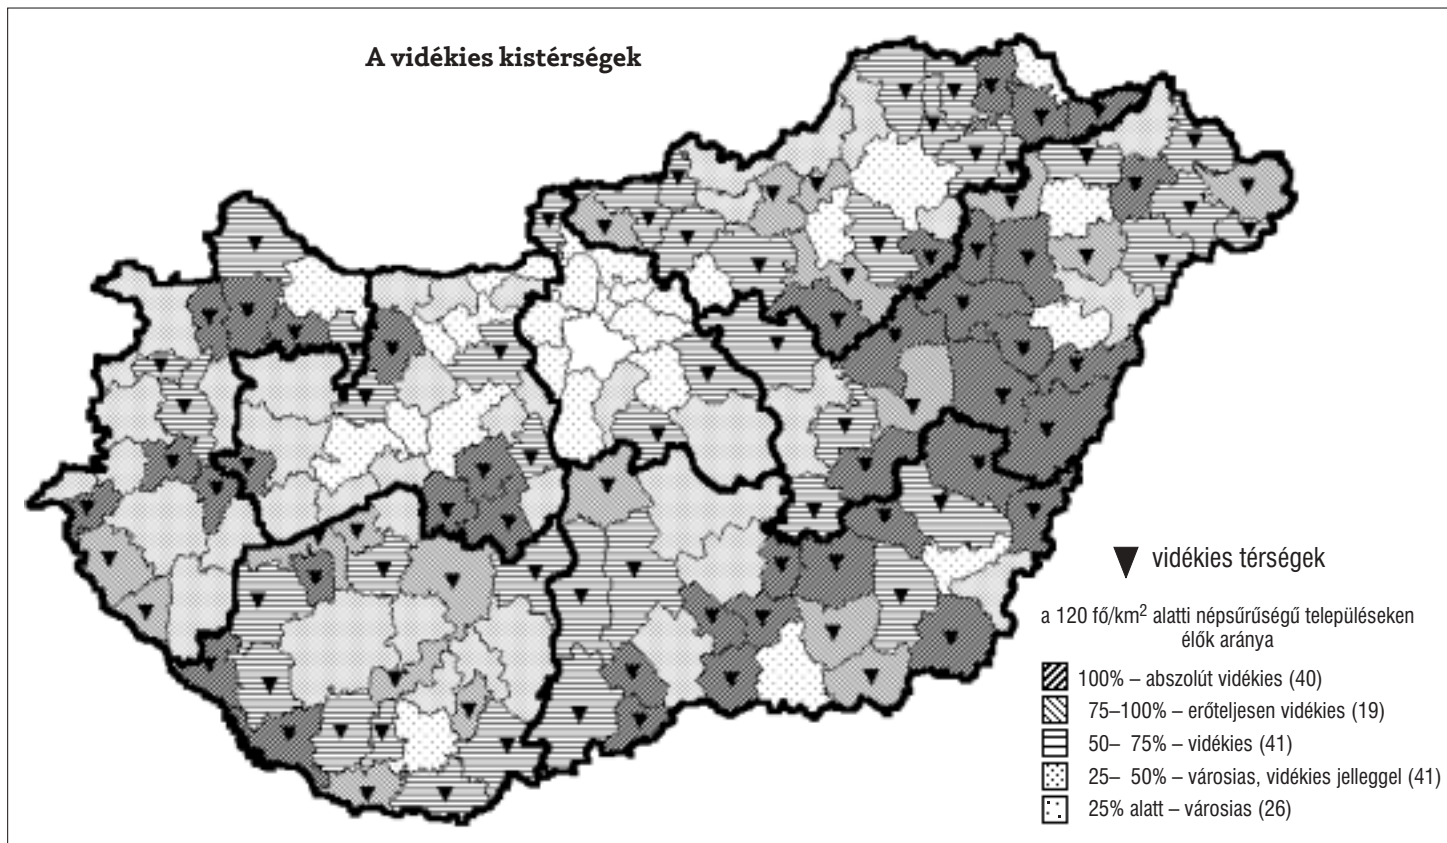 A vidékies kistérségek
vidékies térségek
a 120 fő/km² alatti népsűrűségű településeken
élők aránya
100% – abszolút vidékies (40)
75–100% – erőteljesen vidékies (19)
50– 75% – vidékies (41)
25– 50% – városias, vidékies jelleggel (41)
25% alatt – városias (26)